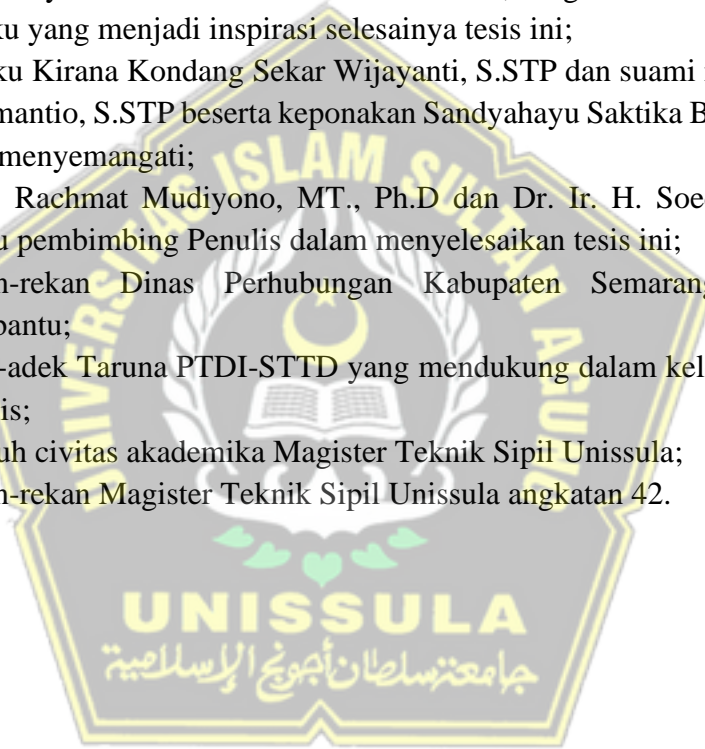 ku yang menjadi inspirasi selesainya tesis ini;
ku Kirana Kondang Sekar Wijayanti, S.STP dan suami
mantio, S.STP beserta keponakan Sandyahayu Saktika B
menyemangati;
Rachmat Mudiyono, MT., Ph.D dan Dr. Ir. H. Soe
u pembimbing Penulis dalam menyelesaikan tesis ini;
n-rekan Dinas Perhubungan Kabupaten Semarang
bantu;
-adek Taruna PTDI-STTD yang mendukung dalam kel
is;
uh civitas akademika Magister Teknik Sipil Unissula;
n-rekan Magister Teknik Sipil Unissula angkatan 42.
UNIVERSITAS ISLAM SULTAN AGUNG
UNISSULA
جامعتسلطان أجونج الإسلامية